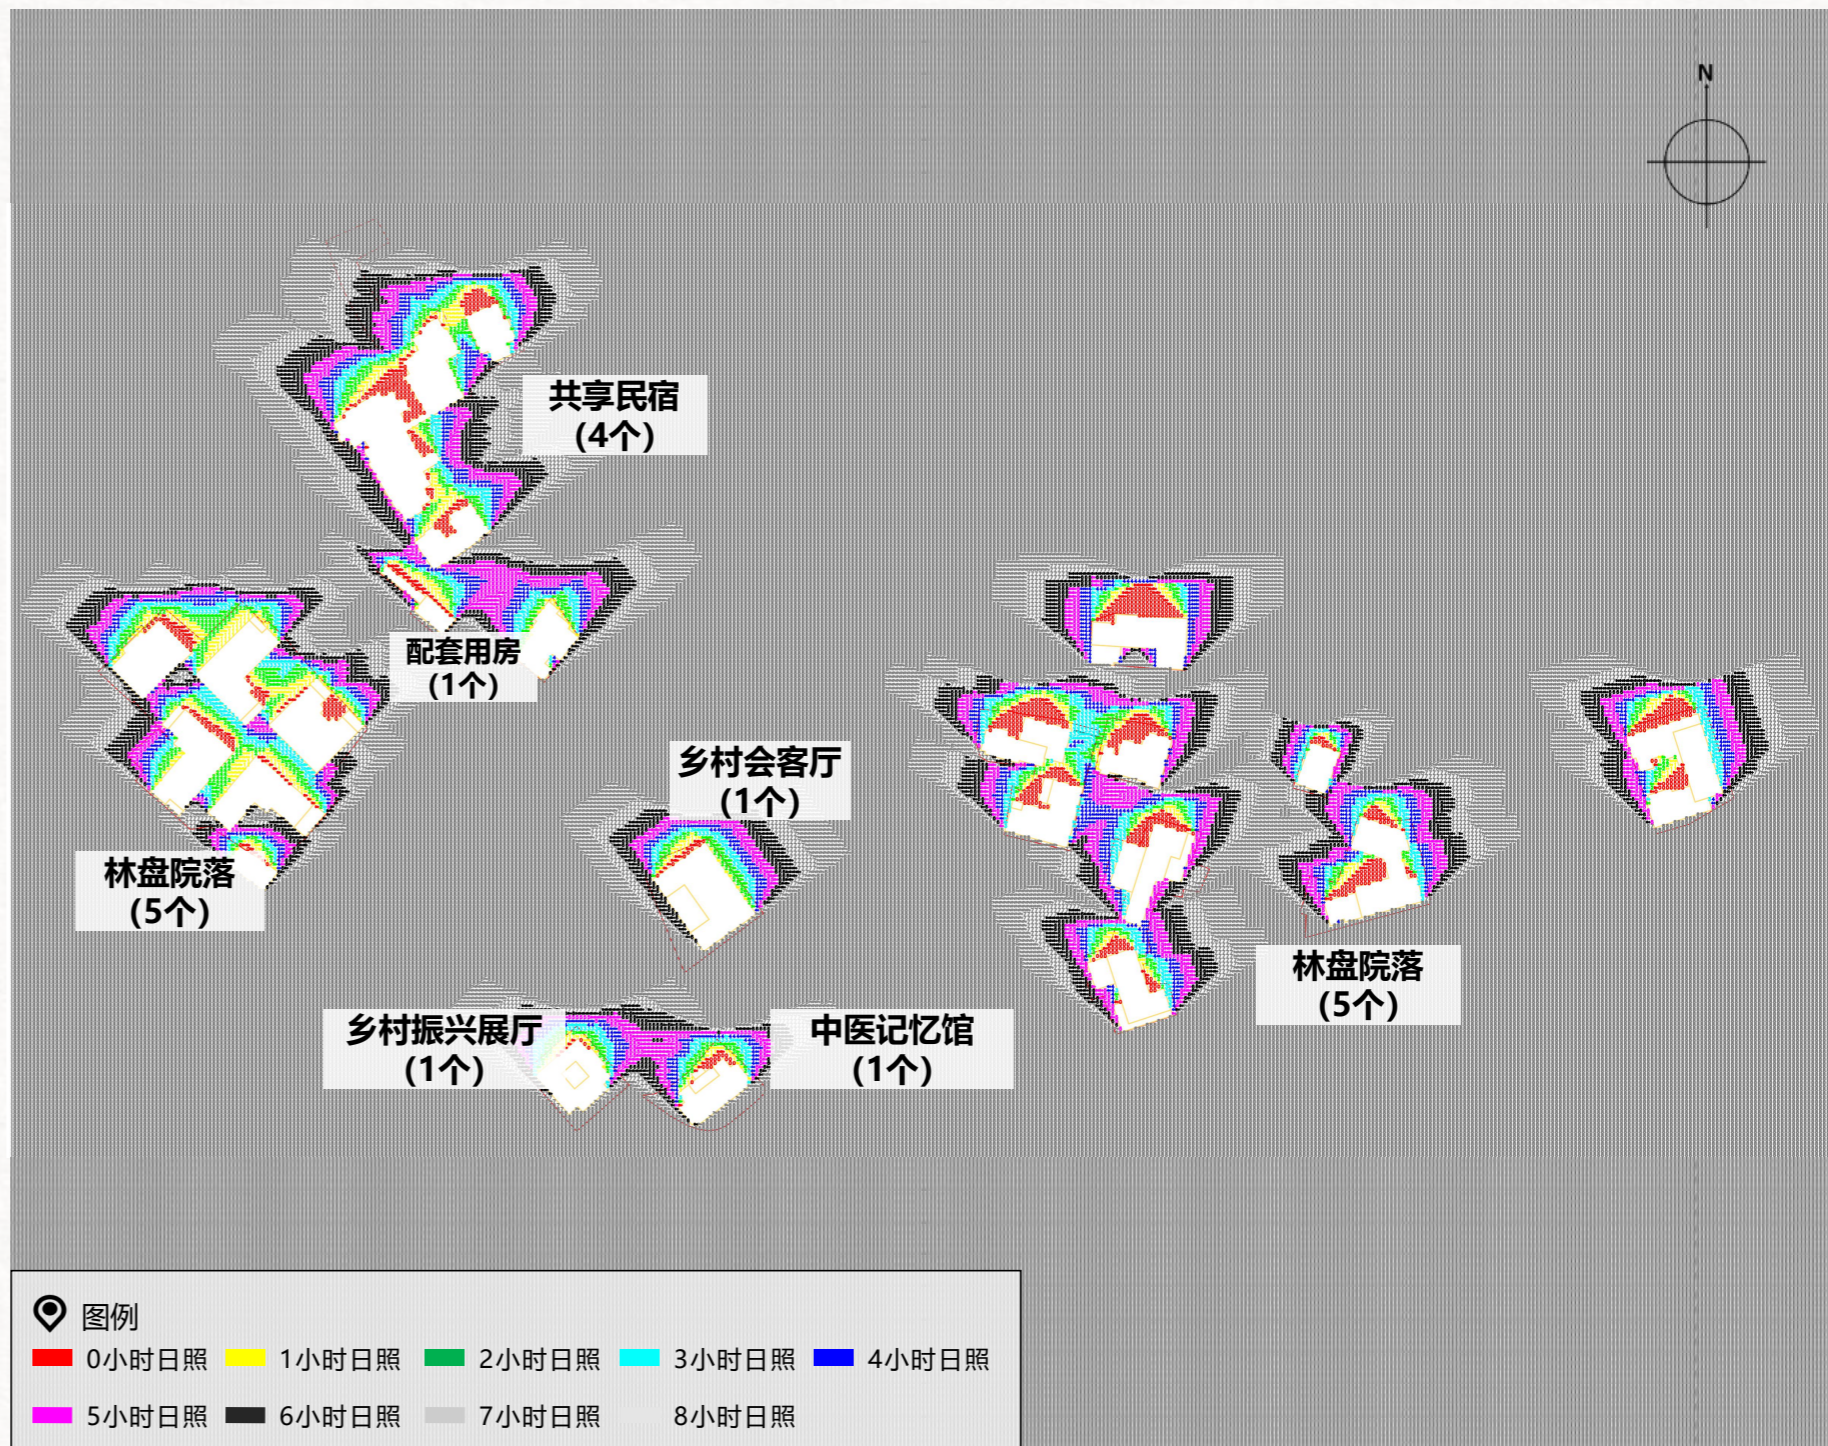 N
共享民宿
(4个)
配套用房
(1个)
乡村会客厅
(1个)
林盘院落
(5个)
林盘院落
(5个)
乡村振兴展厅
(1个)
中医记忆馆
(1个)
图例
0小时日照 1小时日照 2小时日照 3小时日照 4小时日照
5小时日照 6小时日照 7小时日照 8小时日照